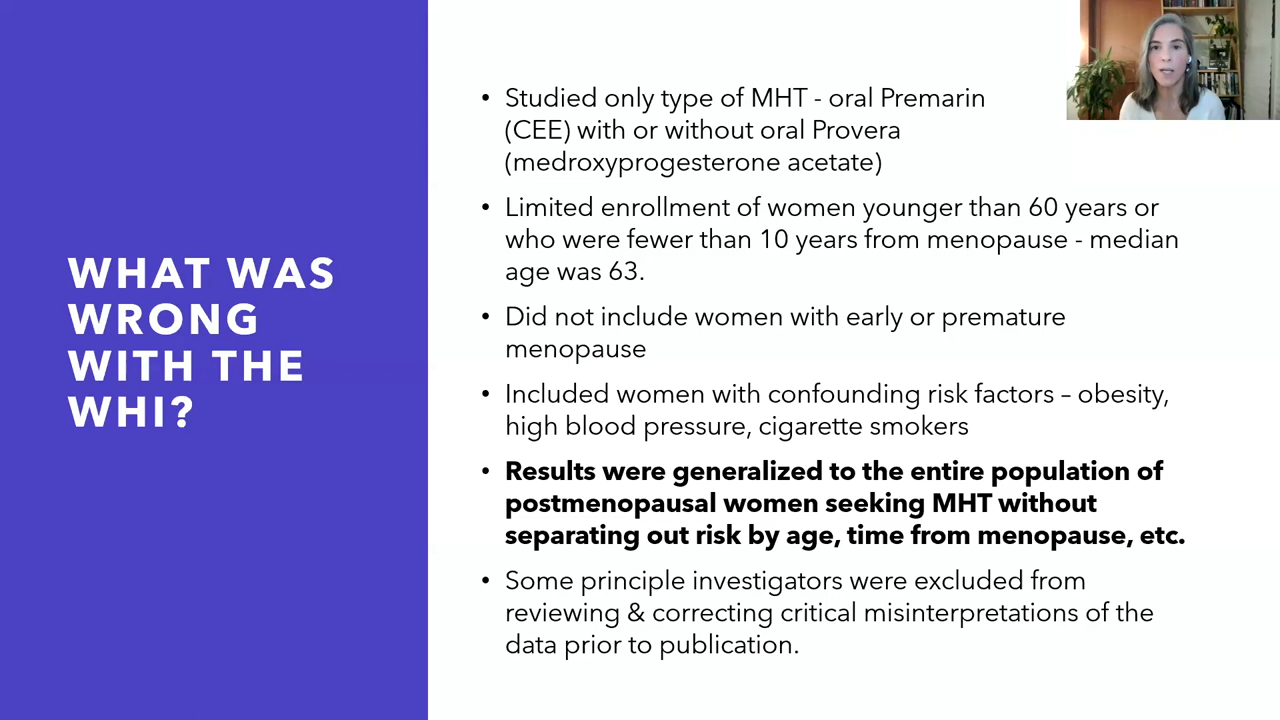 WHAT WAS
WRONG
WITH THE
WHI?
• Studied only type of MHT - oral Premarin
(CEE) with or without oral Provera
(medroxyprogesterone acetate)
• Limited enrollment of women younger than 60 years or
who were fewer than 10 years from menopause - median
age was 63.
• Did not include women with early or premature
menopause
• Included women with confounding risk factors – obesity,
high blood pressure, cigarette smokers
• Results were generalized to the entire population of
postmenopausal women seeking MHT without
separating out risk by age, time from menopause, etc.
• Some principle investigators were excluded from
reviewing & correcting critical misinterpretations of the
data prior to publication.